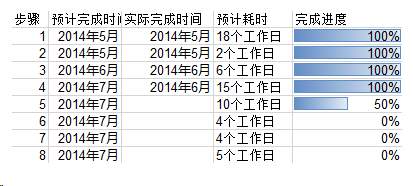 步骤 预计完成时间 实际完成时间 预计耗时 完成进度
1 2014年5月 2014年5月 18个工作日 100%
2 2014年5月 2014年5月 2个工作日 100%
3 2014年6月 2014年6月 6个工作日 100%
4 2014年7月 2014年6月 15个工作日 100%
5 2014年7月 10个工作日 50%
6 2014年7月 4个工作日 0%
7 2014年7月 4个工作日 0%
8 2014年7月 5个工作日 0%